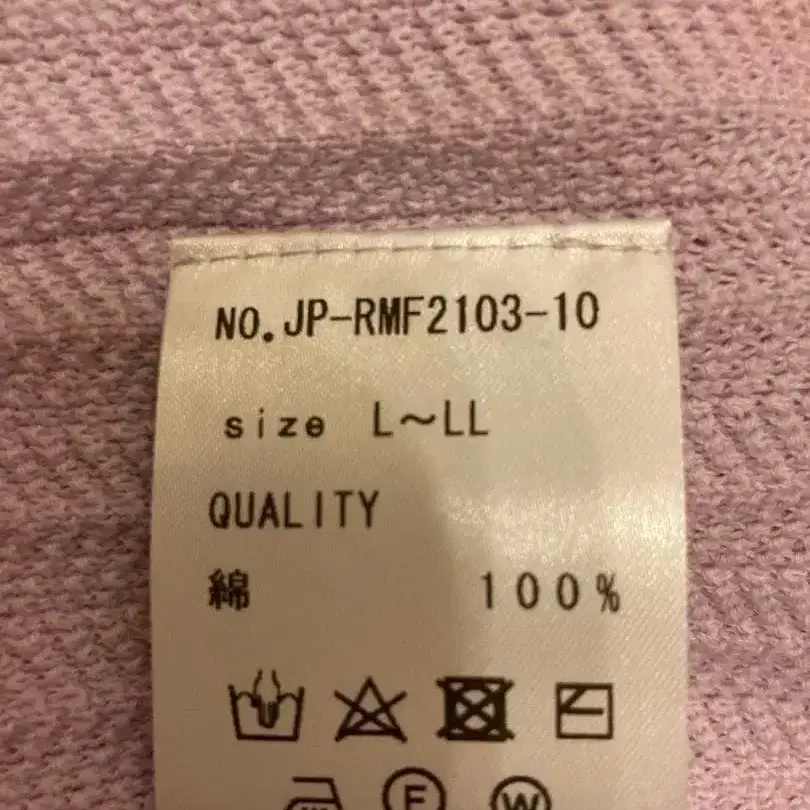 NO.JP-RMF2103-10
size L～LL
QUALITY
綿 100%
F W